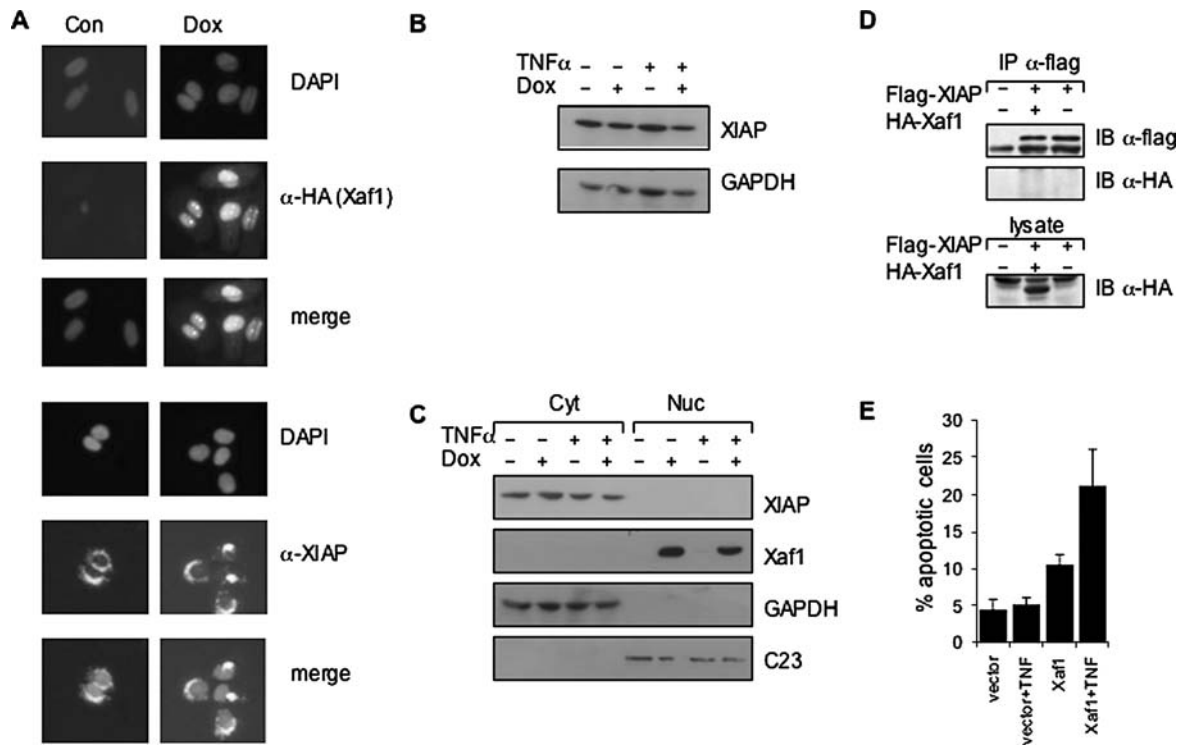 A
Con Dox
DAPI
α-HA (Xaf1)
merge
DAPI
α-XIAP
merge
B
TNFα – – + +
Dox – + – +
XIAP
GAPDH
C
Cyt Nuc
TNFα – – + + – – + +
Dox – + – + – + – +
XIAP
Xaf1
GAPDH
C23
D
IP α-flag
Flag-XIAP – + +
HA-Xaf1 – + –
IB α-flag
IB α-HA
lysate
Flag-XIAP – + +
HA-Xaf1 – + –
IB α-HA
E
% apoptotic cells
30
25
20
15
10
5
0
vector
vector+TNF
Xaf1
Xaf1+TNF